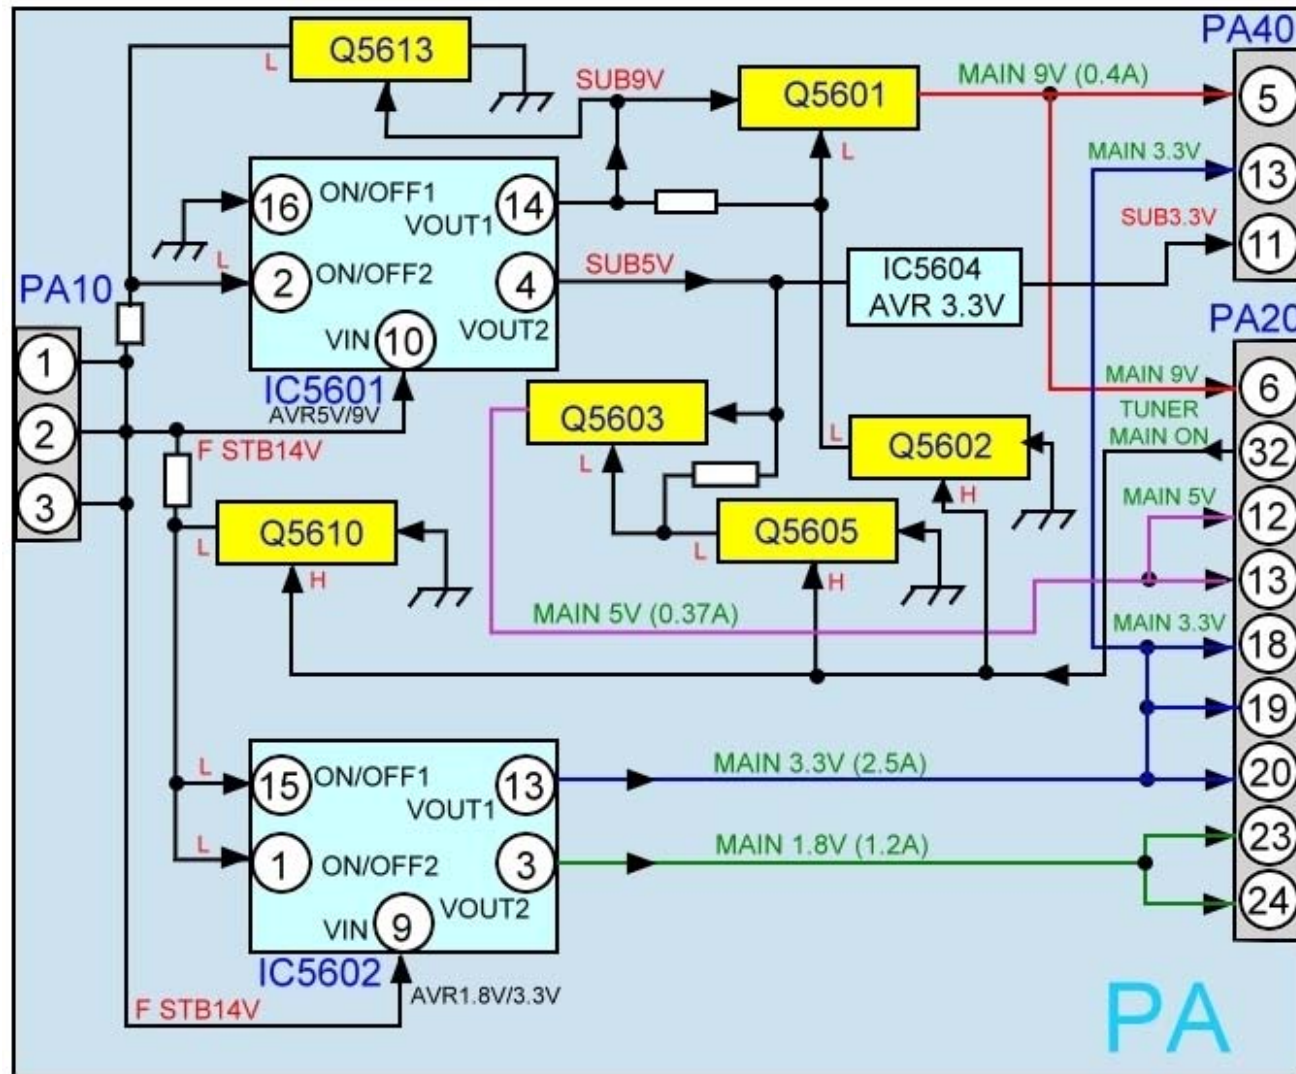 PA40
Q5613
L
SUB9V
Q5601
MAIN 9V (0.4A)
5
L
MAIN 3.3V
13
16
ON/OFF1
VOUT1
14
SUB3.3V
11
L
2
ON/OFF2
VOUT2
4
SUB5V
IC5604
AVR 3.3V
PA10
VIN
10
PA20
1
IC5601
AVR5V/9V
MAIN 9V
6
2
F STB14V
Q5603
L
TUNER
MAIN ON
32
L
Q5602
H
3
MAIN 5V
12
Q5610
L
H
Q5605
L
H
13
MAIN 5V (0.37A)
MAIN 3.3V
18
19
L
15
ON/OFF1
VOUT1
13
MAIN 3.3V (2.5A)
20
L
1
ON/OFF2
VOUT2
3
MAIN 1.8V (1.2A)
23
24
VIN
9
IC5602
AVR1.8V/3.3V
F STB14V
PA